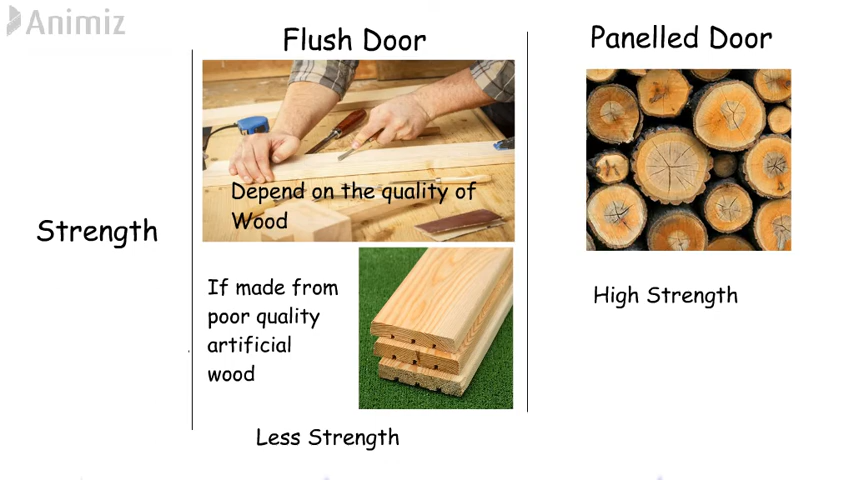 Animiz
Flush Door
Panelled Door
Strength
Depend on the quality of
Wood
If made from
poor quality
artificial
wood
Less Strength
High Strength